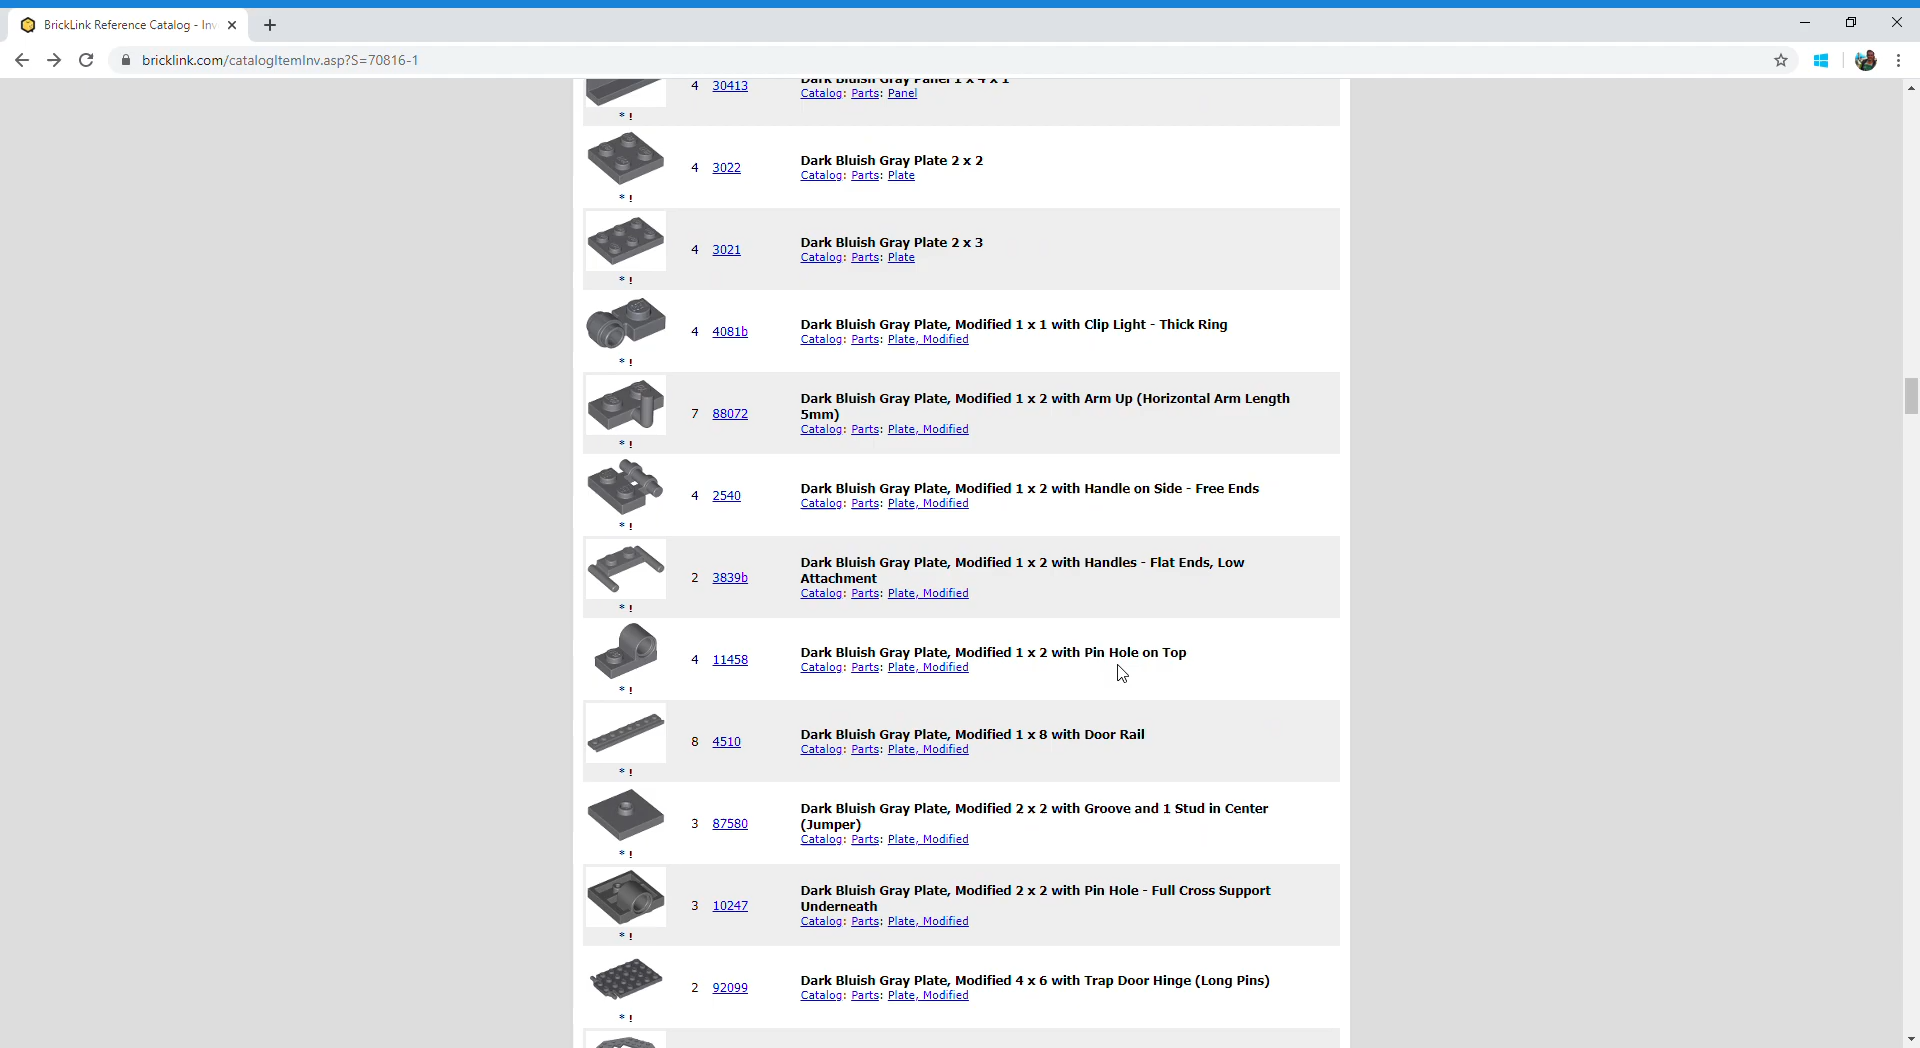 BrickLink Reference Catalog - Inv
bricklink.com/catalogItemInv.asp?S=70816-1
4 30413 Dark Bluish Gray Panel 1 x 4 x 1
Catalog: Parts: Panel
* !
4 3022 Dark Bluish Gray Plate 2 x 2
Catalog: Parts: Plate
* !
4 3021 Dark Bluish Gray Plate 2 x 3
Catalog: Parts: Plate
* !
4 4081b Dark Bluish Gray Plate, Modified 1 x 1 with Clip Light - Thick Ring
Catalog: Parts: Plate, Modified
* !
7 88072 Dark Bluish Gray Plate, Modified 1 x 2 with Arm Up (Horizontal Arm Length
5mm)
Catalog: Parts: Plate, Modified
* !
4 2540 Dark Bluish Gray Plate, Modified 1 x 2 with Handle on Side - Free Ends
Catalog: Parts: Plate, Modified
* !
2 3839b Dark Bluish Gray Plate, Modified 1 x 2 with Handles - Flat Ends, Low
Attachment
Catalog: Parts: Plate, Modified
* !
4 11458 Dark Bluish Gray Plate, Modified 1 x 2 with Pin Hole on Top
Catalog: Parts: Plate, Modified
* !
8 4510 Dark Bluish Gray Plate, Modified 1 x 8 with Door Rail
Catalog: Parts: Plate, Modified
* !
3 87580 Dark Bluish Gray Plate, Modified 2 x 2 with Groove and 1 Stud in Center
(Jumper)
Catalog: Parts: Plate, Modified
* !
3 10247 Dark Bluish Gray Plate, Modified 2 x 2 with Pin Hole - Full Cross Support
Underneath
Catalog: Parts: Plate, Modified
* !
2 92099 Dark Bluish Gray Plate, Modified 4 x 6 with Trap Door Hinge (Long Pins)
Catalog: Parts: Plate, Modified
* !